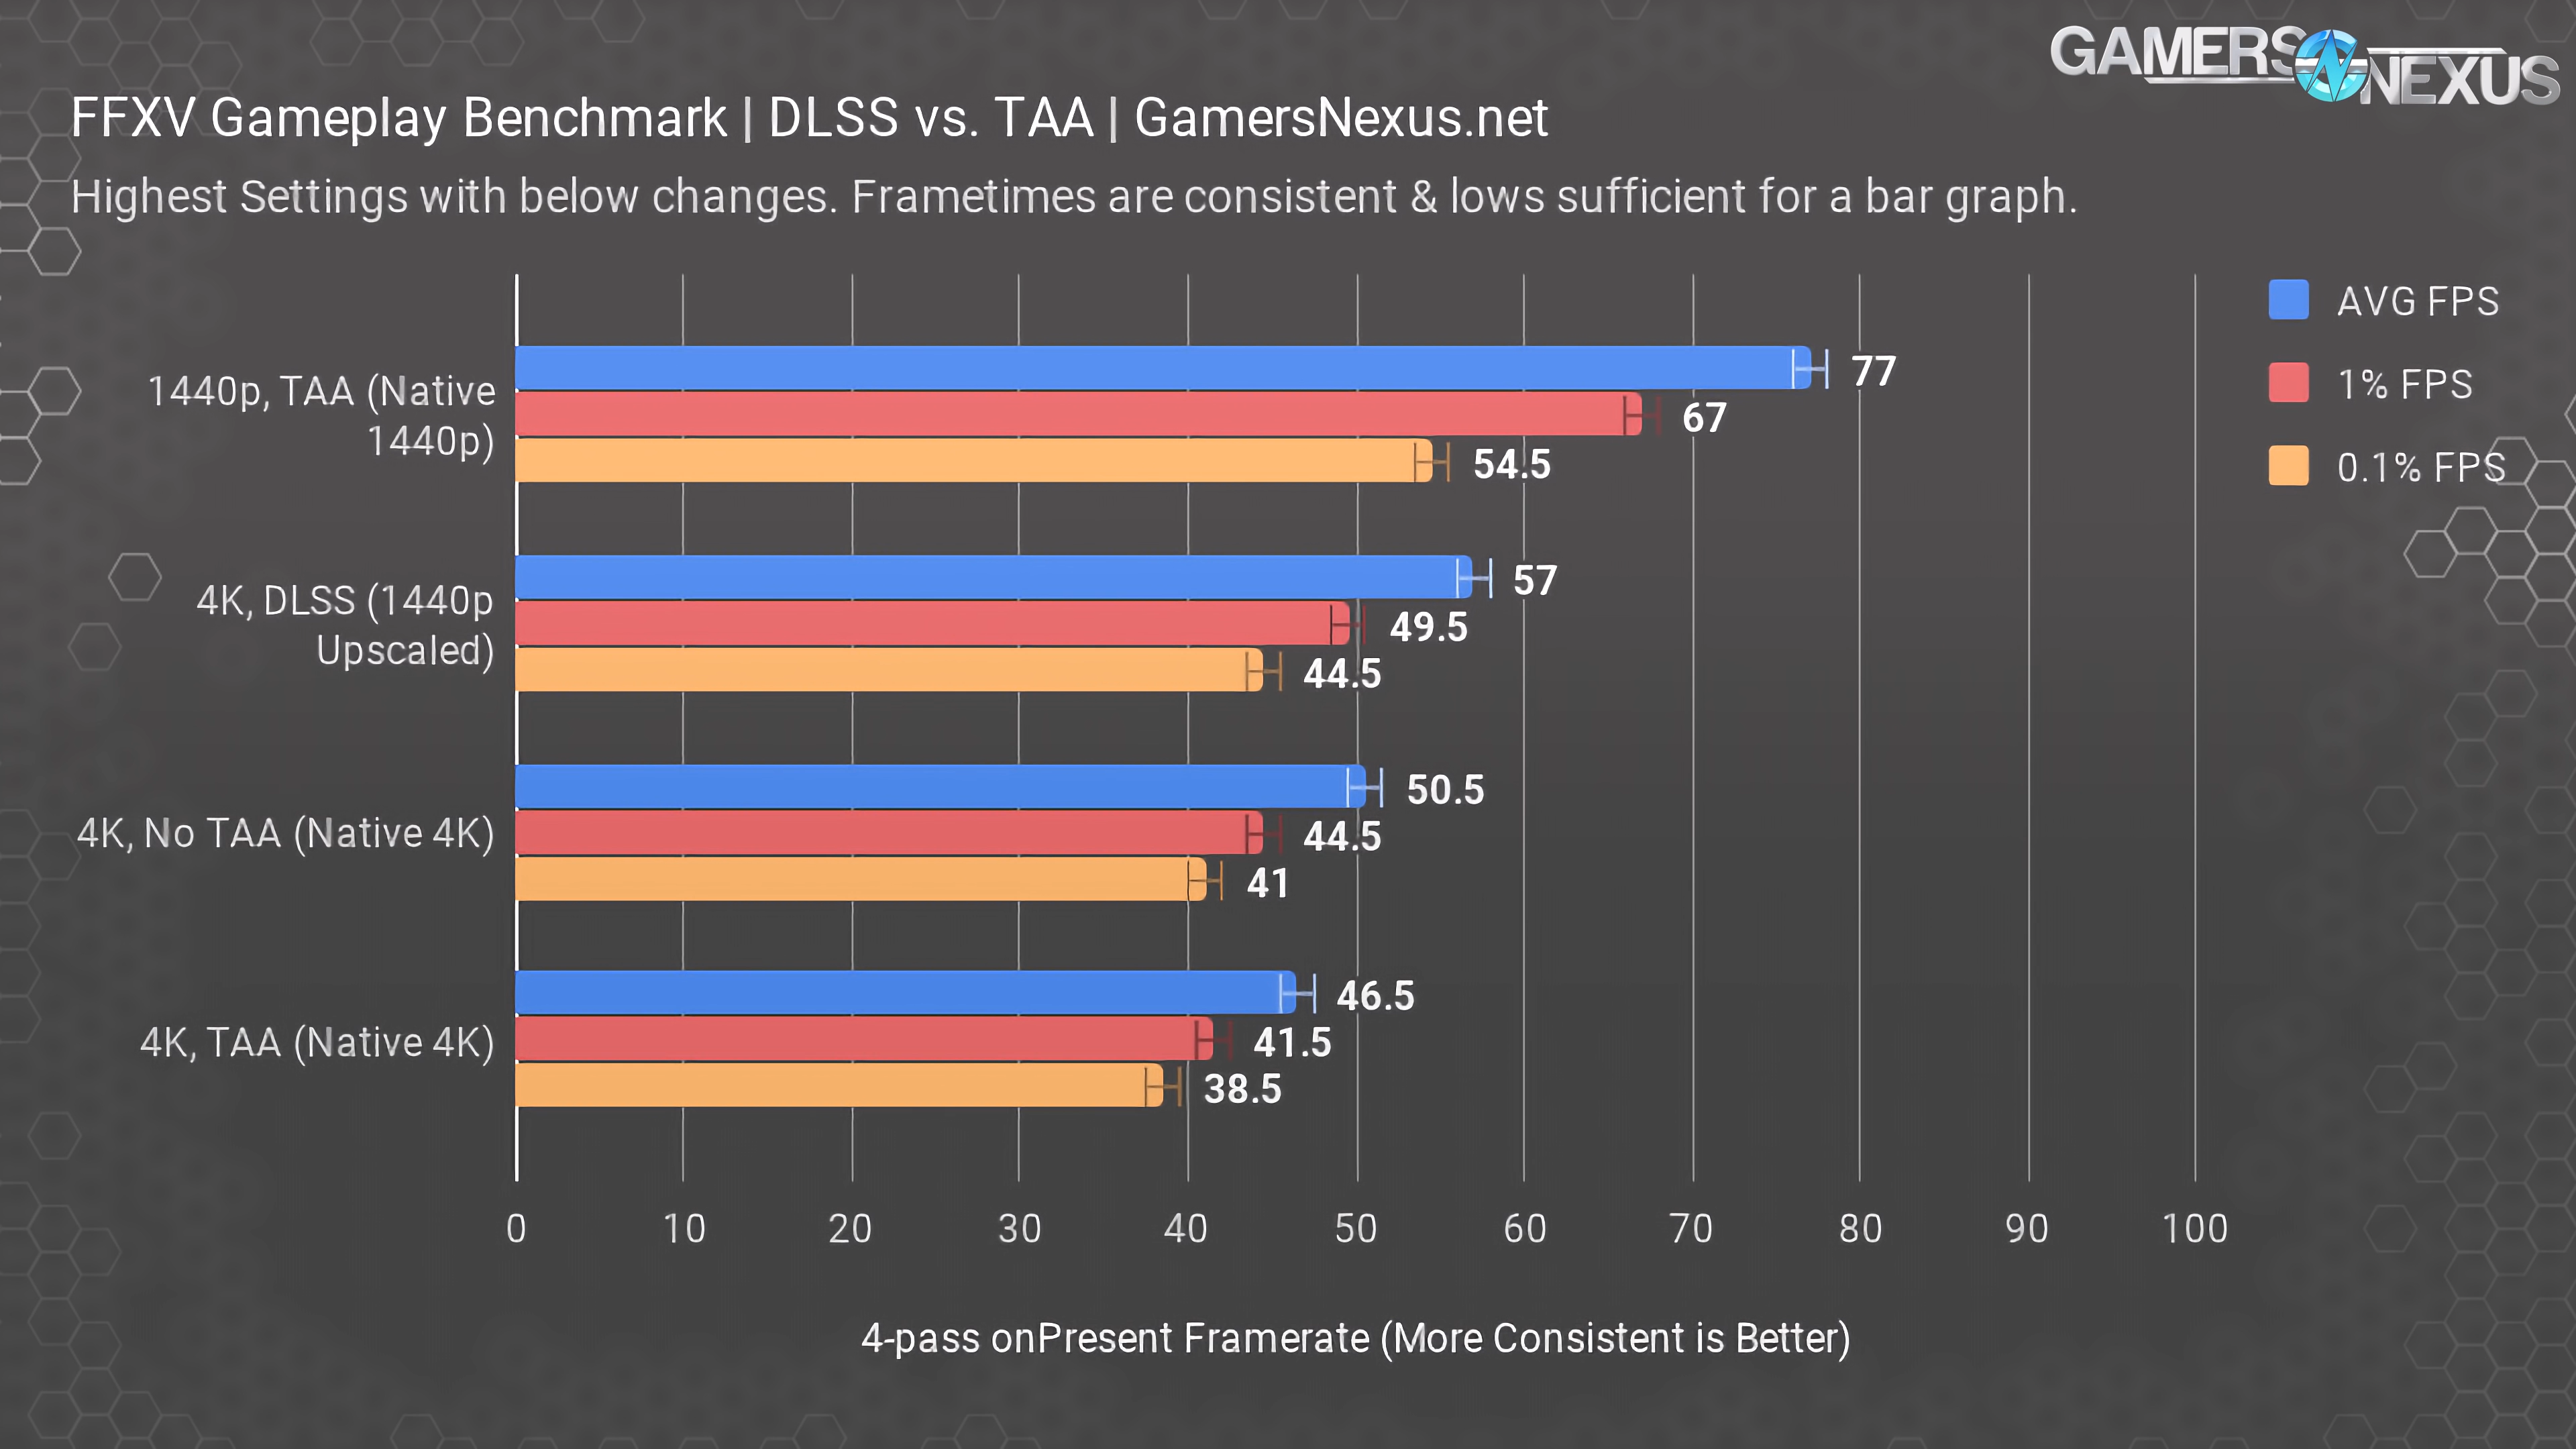 GAMERS NEXUS
FFXV Gameplay Benchmark | DLSS vs. TAA | GamersNexus.net
Highest Settings with below changes. Frametimes are consistent & lows sufficient for a bar graph.
AVG FPS
1% FPS
0.1% FPS
1440p, TAA (Native
1440p)
77
67
54.5
4K, DLSS (1440p
Upscaled)
57
49.5
44.5
4K, No TAA (Native 4K)
50.5
44.5
41
4K, TAA (Native 4K)
46.5
41.5
38.5
0 10 20 30 40 50 60 70 80 90 100
4-pass onPresent Framerate (More Consistent is Better)